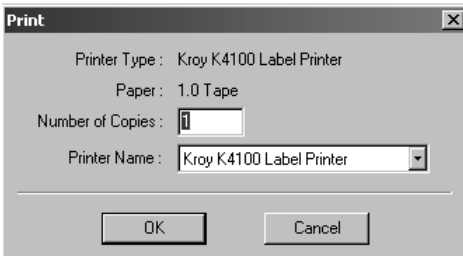 Print
Printer Type : Kroy K4100 Label Printer
Paper : 1.0 Tape
Number of Copies : 1
Printer Name : Kroy K4100 Label Printer
OK Cancel